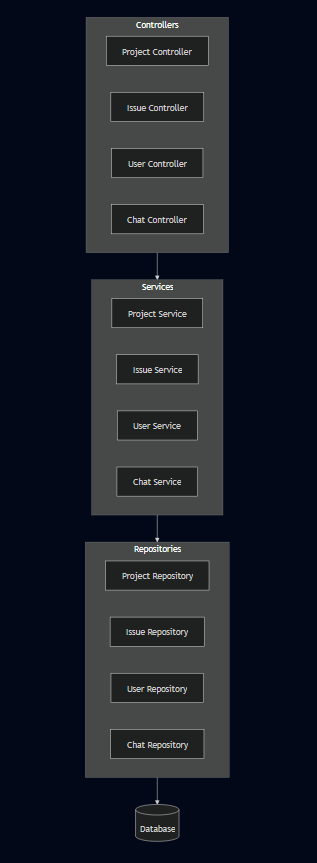 Controllers
Project Controller
Issue Controller
User Controller
Chat Controller
Services
Project Service
Issue Service
User Service
Chat Service
Repositories
Project Repository
Issue Repository
User Repository
Chat Repository
Database